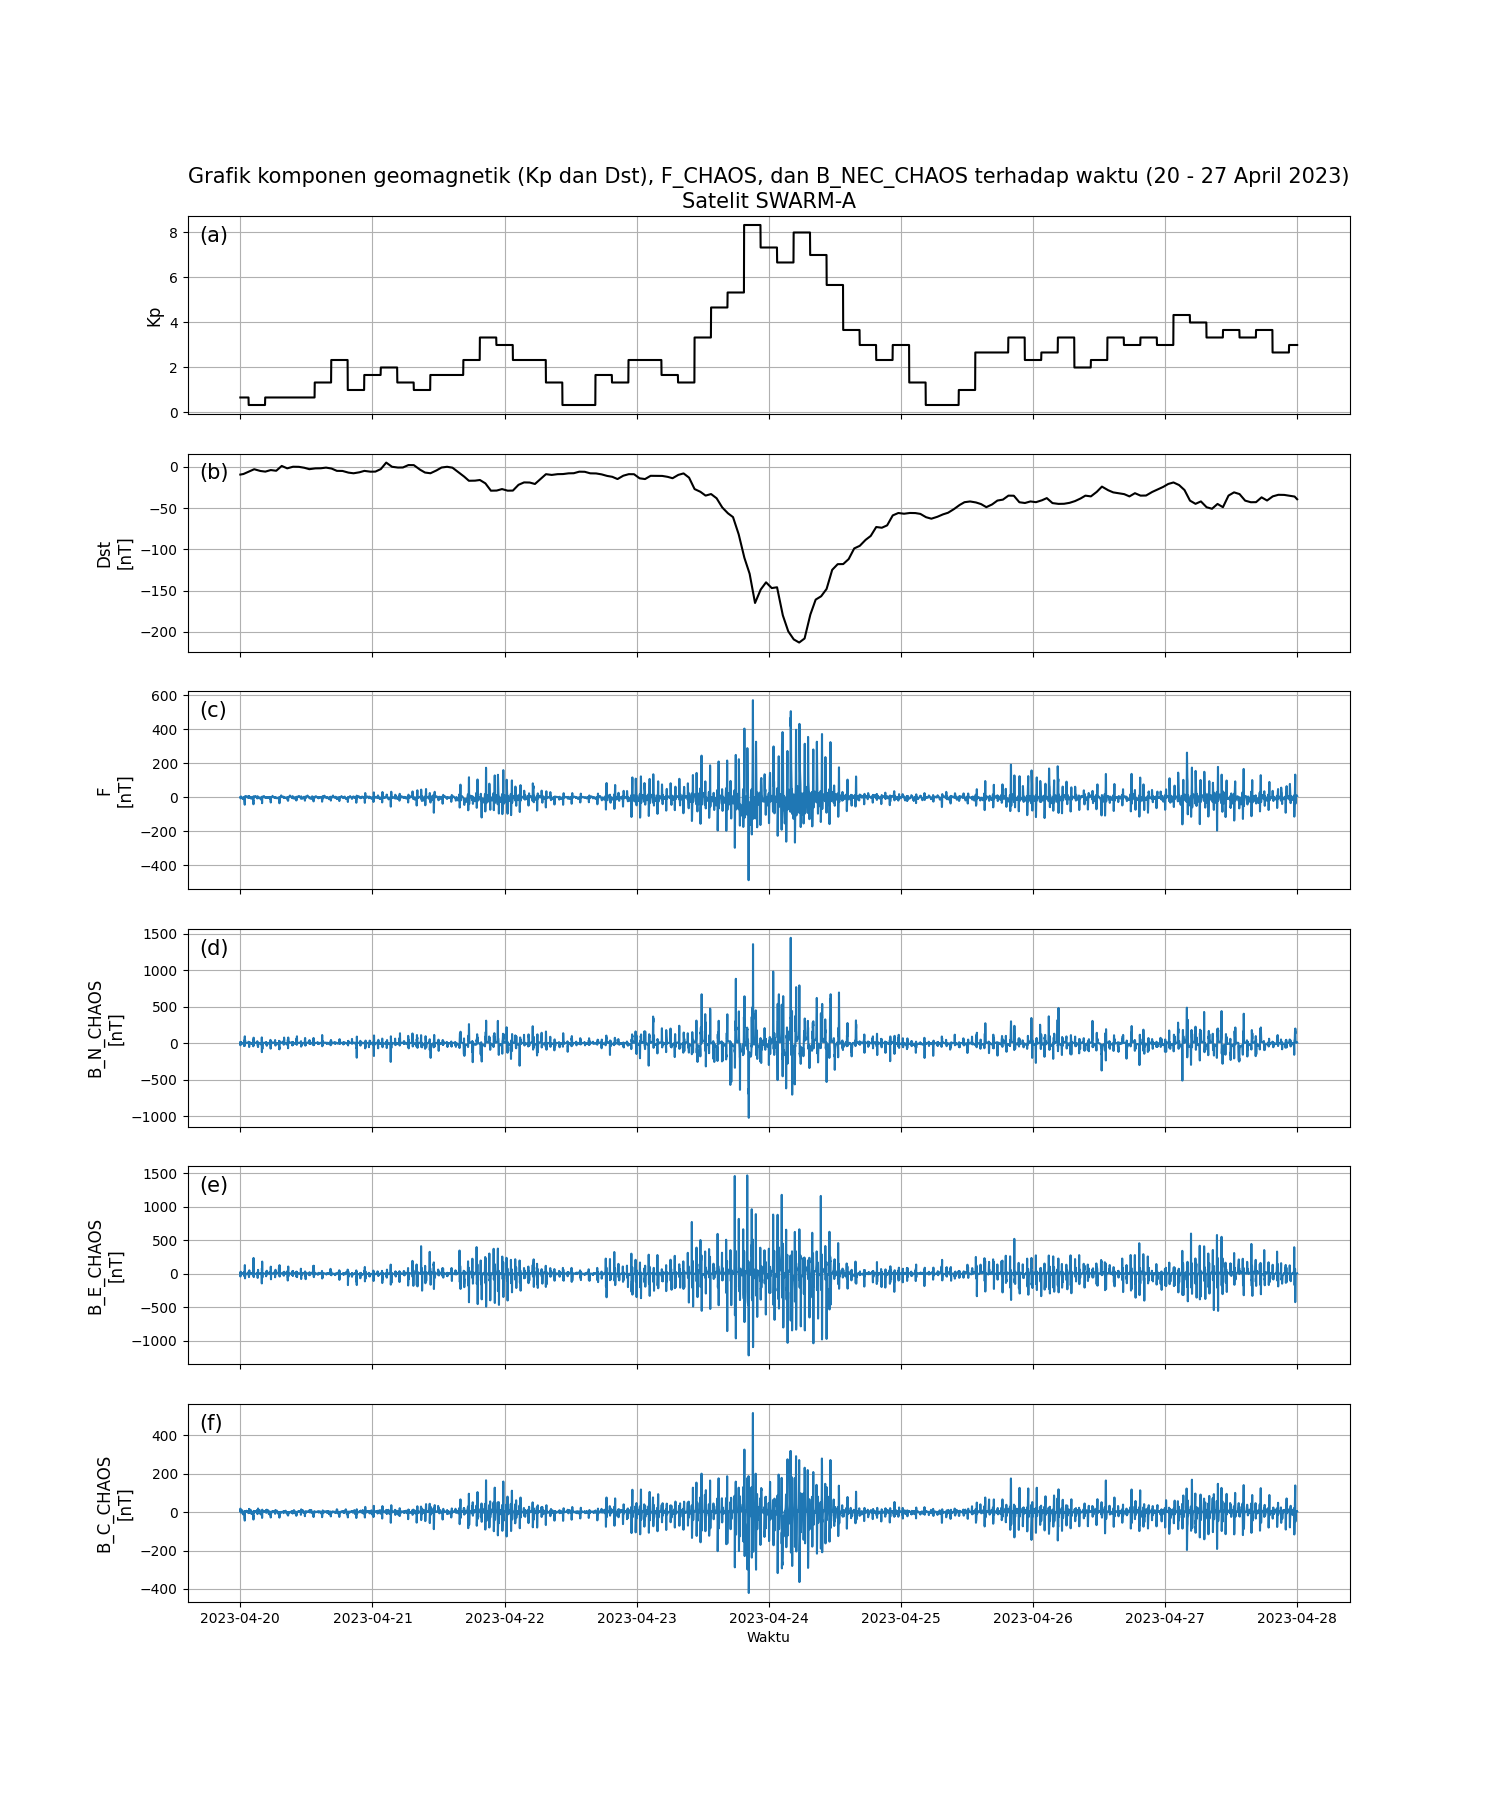 Grafik komponen geomagnetik (Kp dan Dst), F_CHAOS, dan B_NEC_CHAOS terhadap waktu (20 - 27 April 2023)
Satelit SWARM-A
(a)
8
6
4
2
0
Kp
(b)
0
−50
−100
−150
−200
Dst
[nT]
(c)
600
400
200
0
−200
−400
F
[nT]
(d)
1500
1000
500
0
−500
−1000
B_N_CHAOS
[nT]
(e)
1500
1000
500
0
−500
−1000
B_E_CHAOS
[nT]
(f)
400
200
0
−200
−400
B_C_CHAOS
[nT]
2023-04-20 2023-04-21 2023-04-22 2023-04-23 2023-04-24 2023-04-25 2023-04-26 2023-04-27 2023-04-28
Waktu